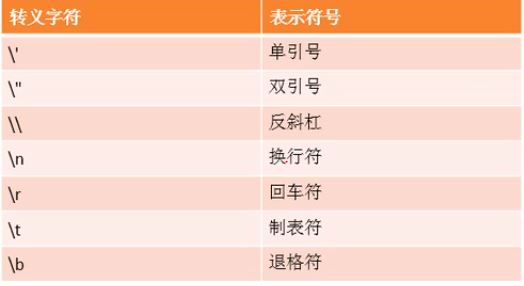 转义字符 表示符号
\' 单引号
\" 双引号
\\ 反斜杠
\n 换行符
\r 回车符
\t 制表符
\b 退格符